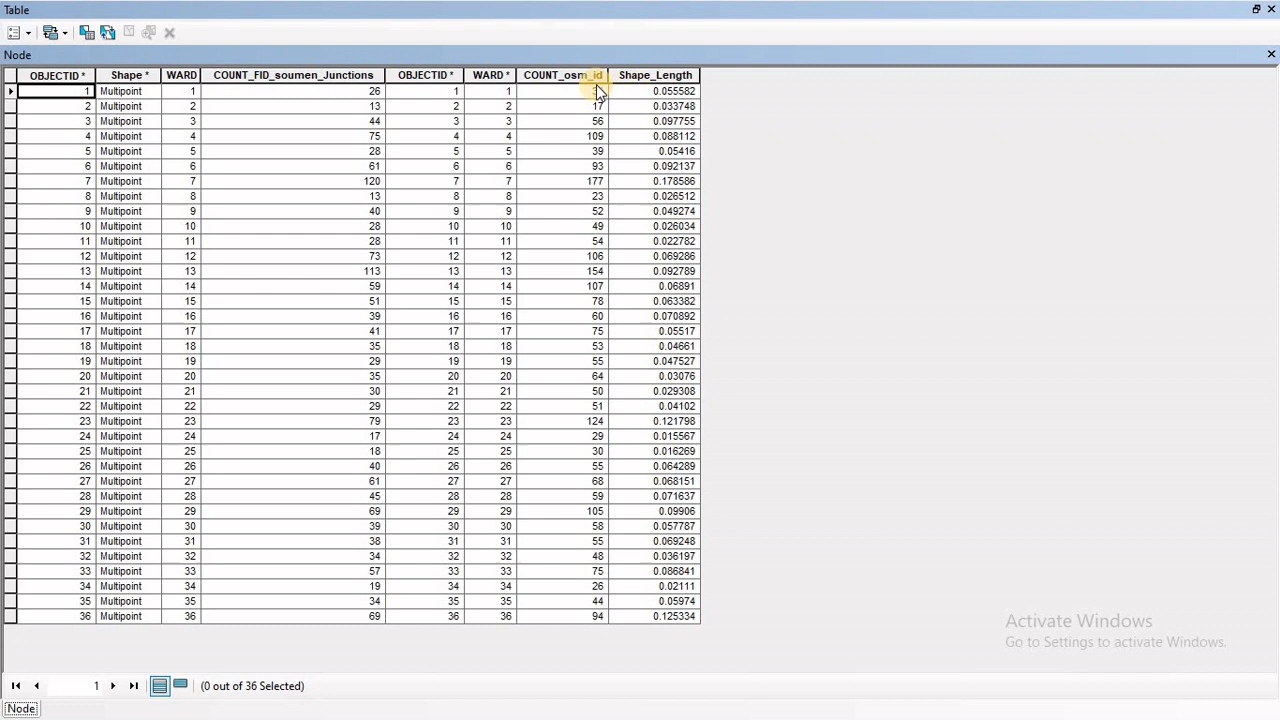 Table
Node
OBJECTID * Shape * WARD COUNT_FID_soumen_Junctions OBJECTID * WARD * COUNT_osm_id Shape_Length
1 Multipoint 1 26 1 1 0.055582
2 Multipoint 2 13 2 2 17 0.033748
3 Multipoint 3 44 3 3 56 0.097755
4 Multipoint 4 75 4 4 109 0.088112
5 Multipoint 5 28 5 5 39 0.05416
6 Multipoint 6 61 6 6 93 0.092137
7 Multipoint 7 120 7 7 177 0.178586
8 Multipoint 8 13 8 8 23 0.026512
9 Multipoint 9 40 9 9 52 0.049274
10 Multipoint 10 28 10 10 49 0.026034
11 Multipoint 11 28 11 11 54 0.022782
12 Multipoint 12 73 12 12 106 0.069286
13 Multipoint 13 113 13 13 154 0.092789
14 Multipoint 14 59 14 14 107 0.06891
15 Multipoint 15 51 15 15 78 0.063382
16 Multipoint 16 39 16 16 60 0.070892
17 Multipoint 17 41 17 17 75 0.05517
18 Multipoint 18 35 18 18 53 0.04661
19 Multipoint 19 29 19 19 55 0.047527
20 Multipoint 20 35 20 20 64 0.03076
21 Multipoint 21 30 21 21 50 0.029308
22 Multipoint 22 29 22 22 51 0.04102
23 Multipoint 23 79 23 23 124 0.121798
24 Multipoint 24 17 24 24 29 0.015567
25 Multipoint 25 18 25 25 30 0.016269
26 Multipoint 26 40 26 26 55 0.064289
27 Multipoint 27 61 27 27 68 0.068151
28 Multipoint 28 45 28 28 59 0.071637
29 Multipoint 29 69 29 29 105 0.09906
30 Multipoint 30 39 30 30 58 0.057787
31 Multipoint 31 38 31 31 55 0.069248
32 Multipoint 32 34 32 32 48 0.036197
33 Multipoint 33 57 33 33 75 0.086841
34 Multipoint 34 19 34 34 26 0.02111
35 Multipoint 35 34 35 35 44 0.05974
36 Multipoint 36 69 36 36 94 0.125334
Activate Windows
Go to Settings to activate Windows.
1 (0 out of 36 Selected)
Node